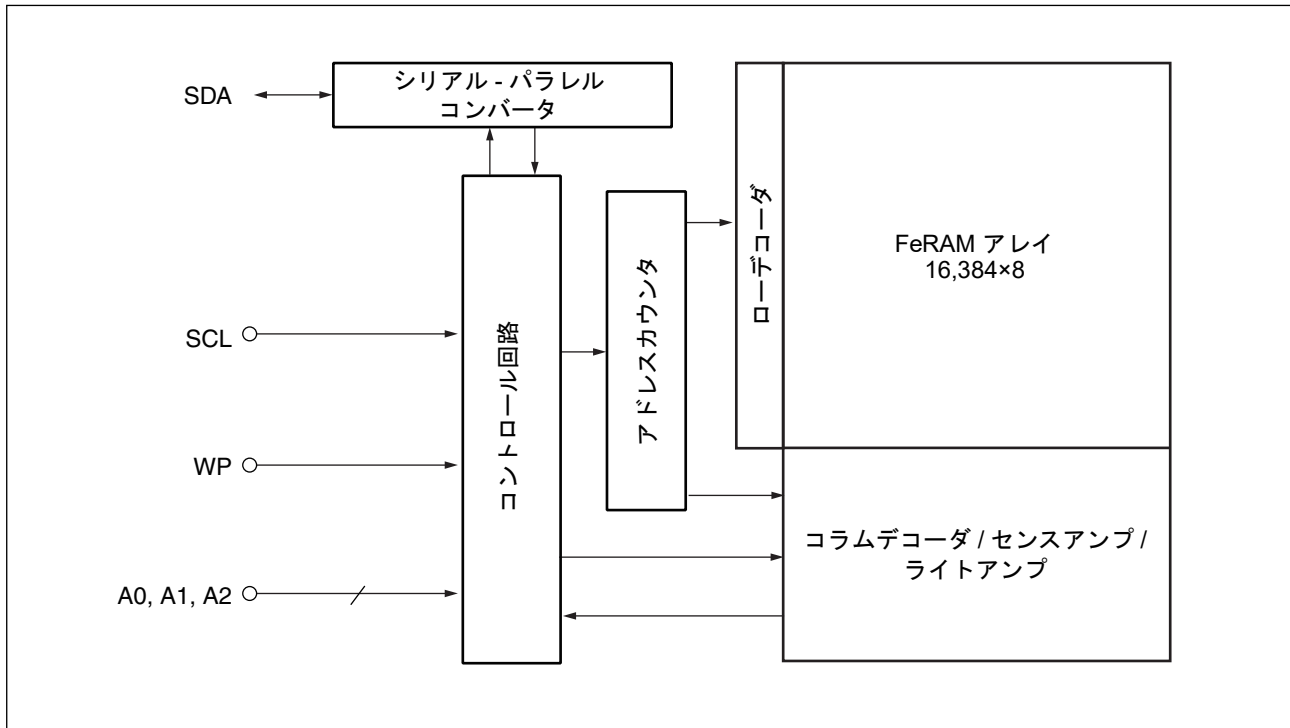 シリアル - パラレル
コンバータ
SDA
ローデコーダ
FeRAM アレイ
16,384×8
アドレスカウンタ
コントロール回路
SCL
WP
コラムデコーダ / センスアンプ /
ライトアンプ
A0, A1, A2